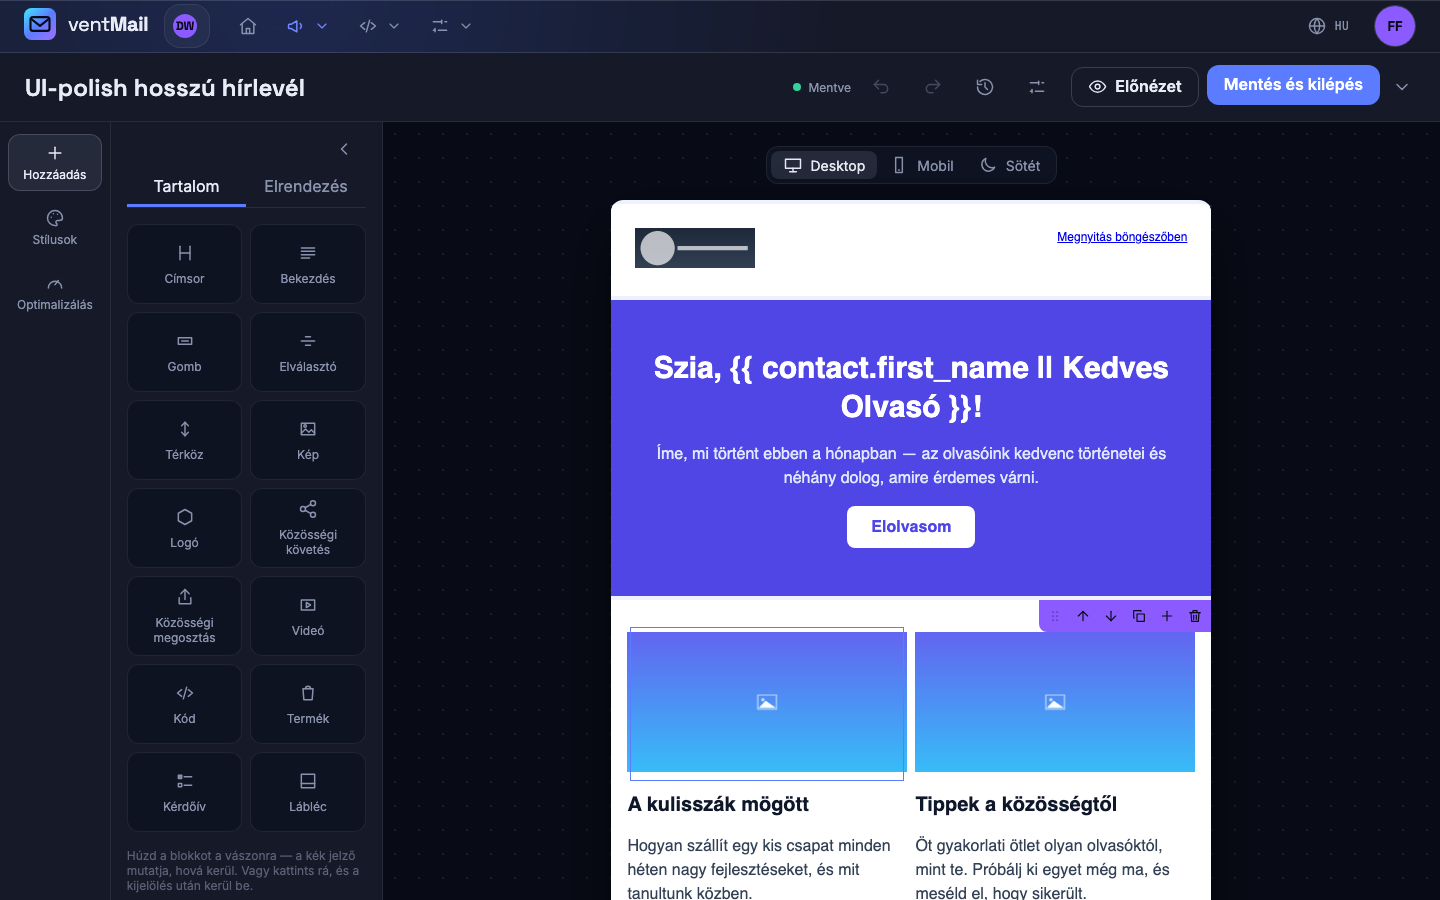 ventMail
DW
HU
FF
UI-polish hosszú hírlevél
Mentve
Előnézet
Mentés és kilépés
Hozzáadás
Stílusok
Optimalizálás
Tartalom
Elrendezés
Címsor
Bekezdés
Gomb
Elválasztó
Térköz
Kép
Logó
Közösségi
követés
Közösségi
megosztás
Videó
Kód
Termék
Kérdőív
Lábléc
Húzd a blokkot a vászonra — a kék jelző
mutatja, hová kerül. Vagy kattints rá, és a
kijelölés után kerül be.
Desktop
Mobil
Sötét
Megnyitás böngészőben
Szia, {{ contact.first_name || Kedves
Olvasó }}!
Íme, mi történt ebben a hónapban — az olvasóink kedvenc történetei és
néhány dolog, amire érdemes várni.
Elolvasom
A kulisszák mögött
Hogyan szállít egy kis csapat minden
héten nagy fejlesztéseket, és mit
tanultunk közben.
Tippek a közösségtől
Öt gyakorlati ötlet olyan olvasóktól,
mint te. Próbálj ki egyet még ma, és
meséld el, hogy sikerült.